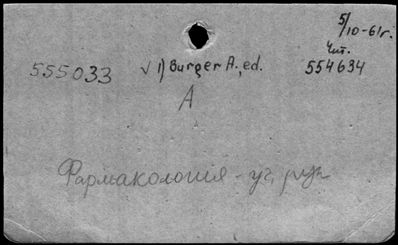 5/10-61г.
Чит.
555033 √ 1) Burger A., ed. 554634
A
Фармакология - уч. рук